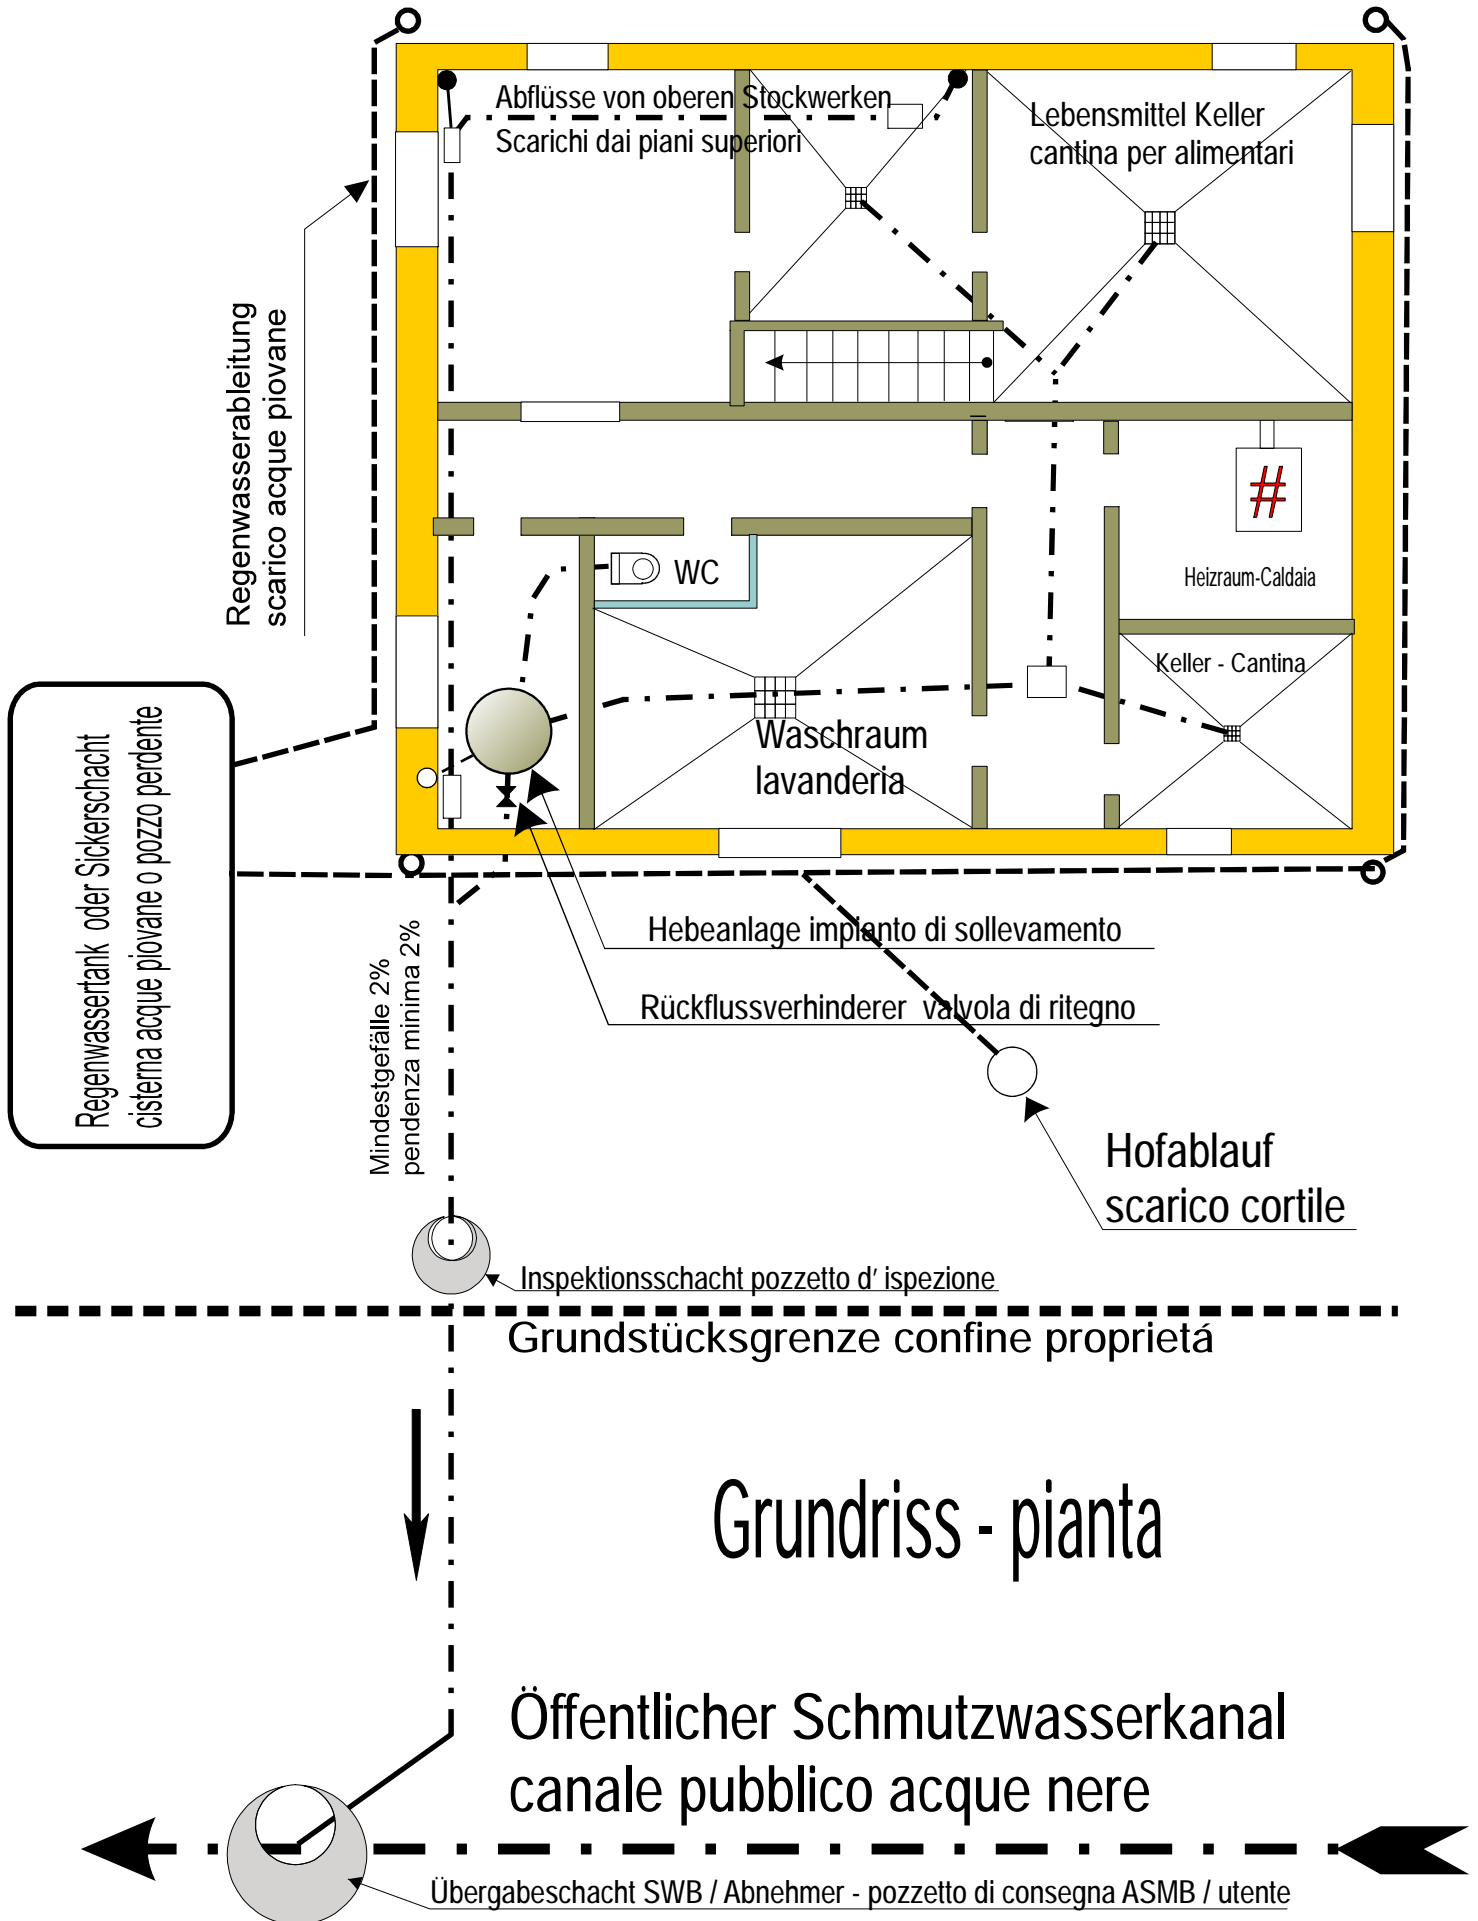 Abflüsse von oberen Stockwerken
Scarichi dai piani superiori
Lebensmittel Keller
cantina per alimentari
Regenwasserableitung
scarico acque piovane
#
WC
Heizraum-Caldaia
Keller - Cantina
Waschraum
lavanderia
Regenwassertank oder Sickerschacht
cisterna acque piovane o pozzo perdente
Hebeanlage impianto di sollevamento
Rückflussverhinderer valvola di ritegno
Mindestgefälle 2%
pendenza minima 2%
Hofablauf
scarico cortile
Inspektionsschacht pozzetto d' ispezione
Grundstücksgrenze confine proprietá
Grundriss - pianta
Öffentlicher Schmutzwasserkanal
canale pubblico acque nere
Übergabeschacht SWB / Abnehmer - pozzetto di consegna ASMB / utente